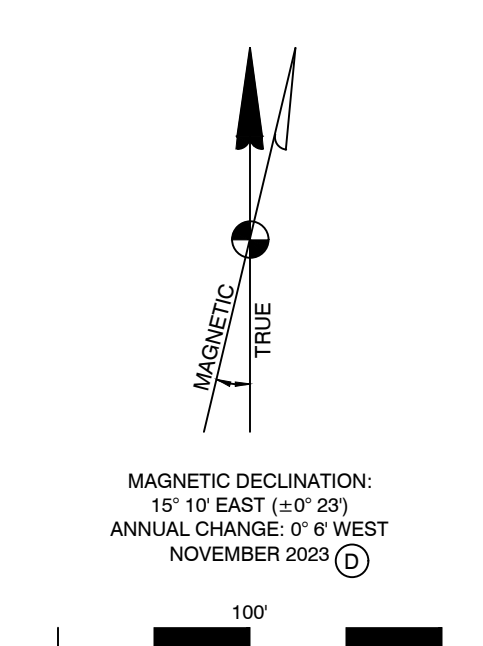 MAGNETIC
TRUE
MAGNETIC DECLINATION:
15° 10' EAST (±0° 23')
ANNUAL CHANGE: 0° 6' WEST
NOVEMBER 2023 D
100'